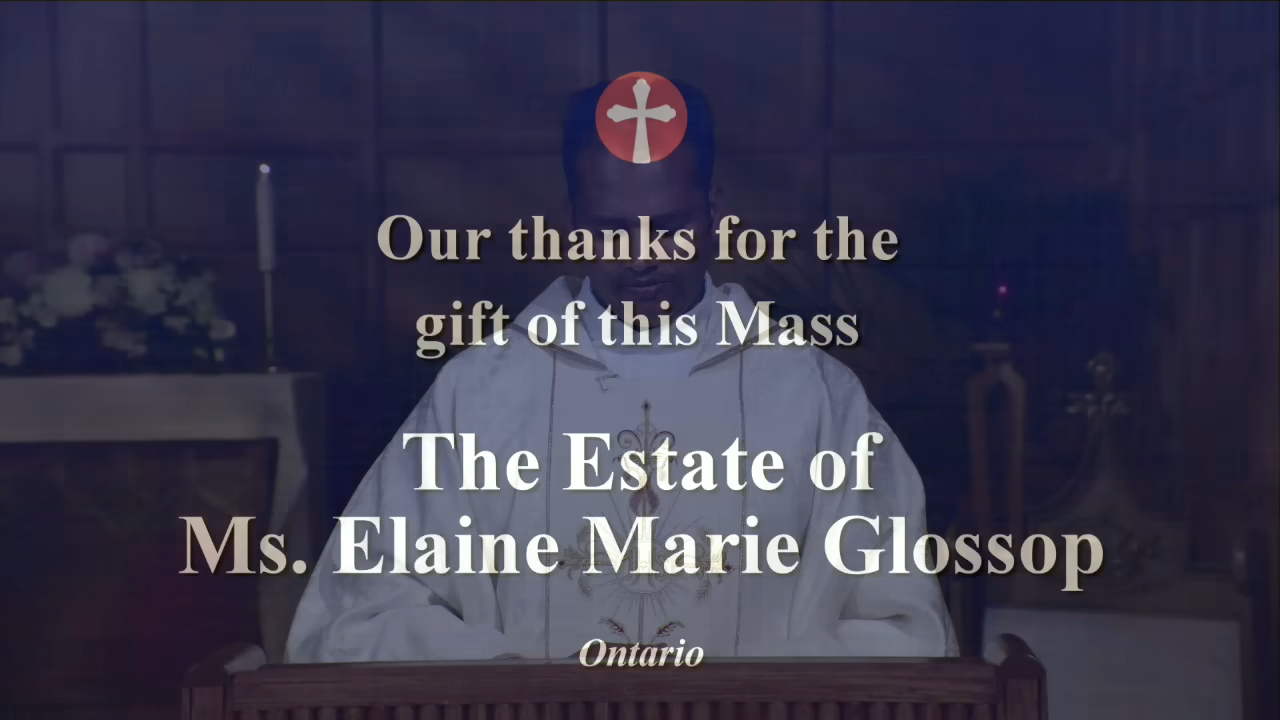 Our thanks for the
gift of this Mass
The Estate of
Ms. Elaine Marie Glossop
Ontario